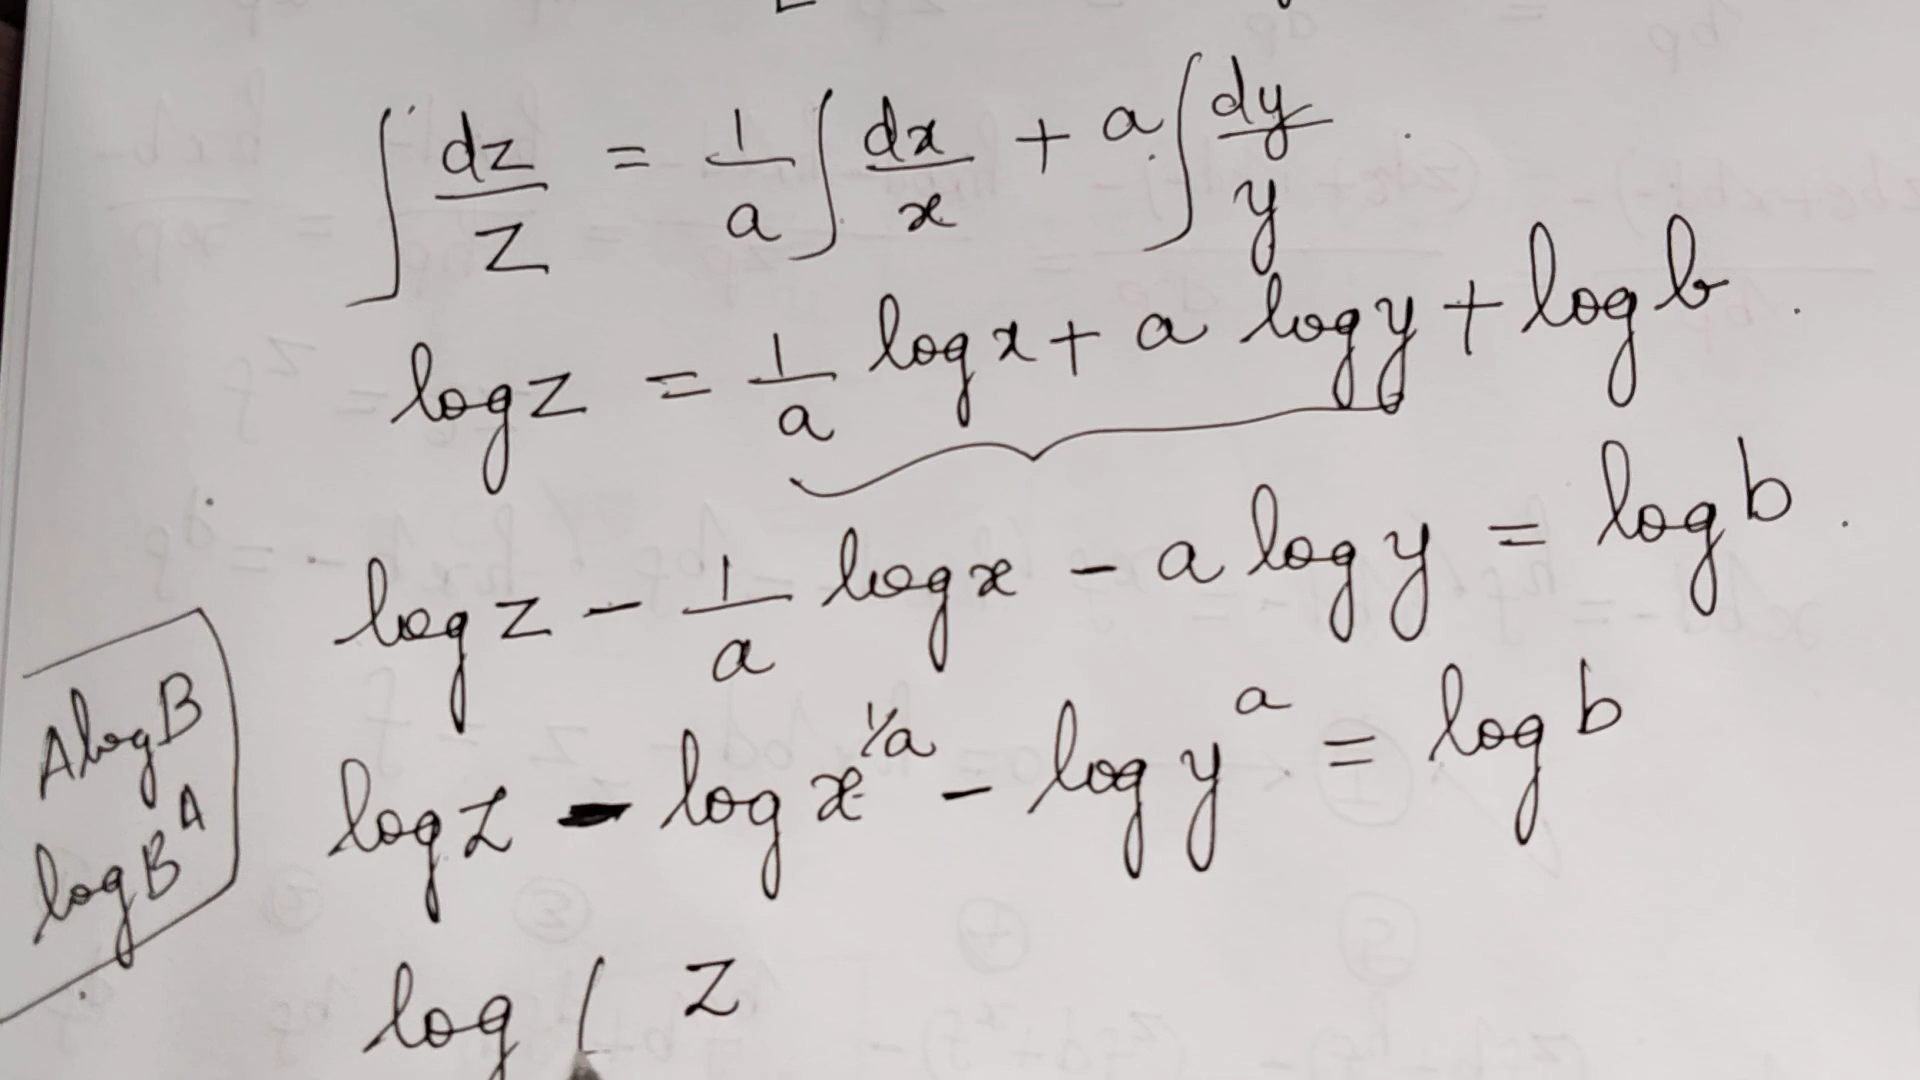 ∫ dz/z = 1/a ∫ dx/x + a ∫ dy/y
log z = 1/a log x + a log y + log b
log z - 1/a log x - a log y = log b
log z - log x^1/a - log y^a = log b
A log B
log B^A
log ( z